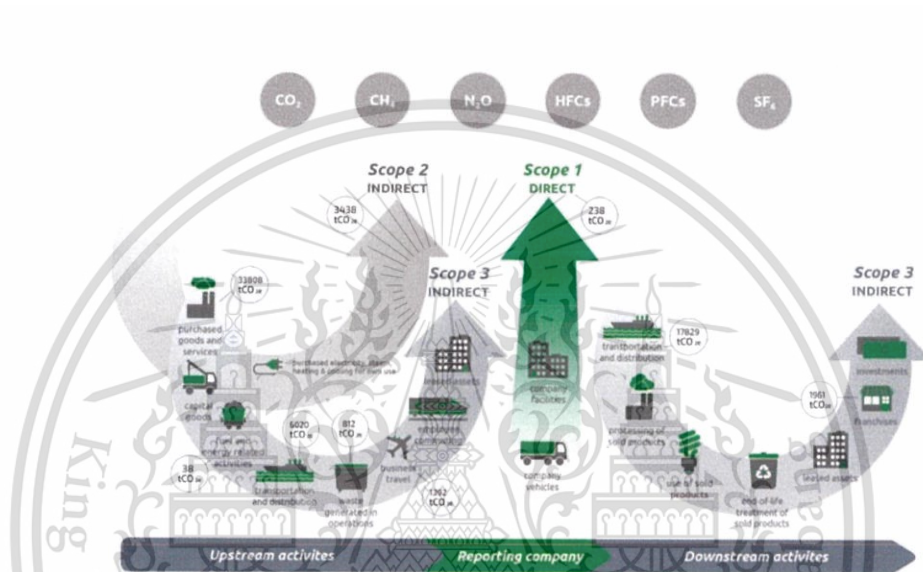 CO₂ CH₄ N₂O HFCs PFCs SF₆
Scope 2
INDIRECT
3438
tCO₂e
Scope 1
DIRECT
238
tCO₂e
Scope 3
INDIRECT
Scope 3
INDIRECT
33808
tCO₂e
purchased
goods and
services
purchased electricity, steam,
heating & cooling for own use
capital
goods
fuel and
energy related
activities
38
tCO₂e
6020
tCO₂e
812
tCO₂e
transportation
and distribution
waste
generated in
operations
business
travel
employee
commuting
leased assets
tCO₂e
company
facilities
company
vehicles
17829
tCO₂e
transportation
and distribution
processing of
sold products
use of sold
products
end-of-life
treatment of
sold products
leased assets
1961
tCO₂e
franchises
investments
Upstream activites
Reporting company
Downstream activites
King